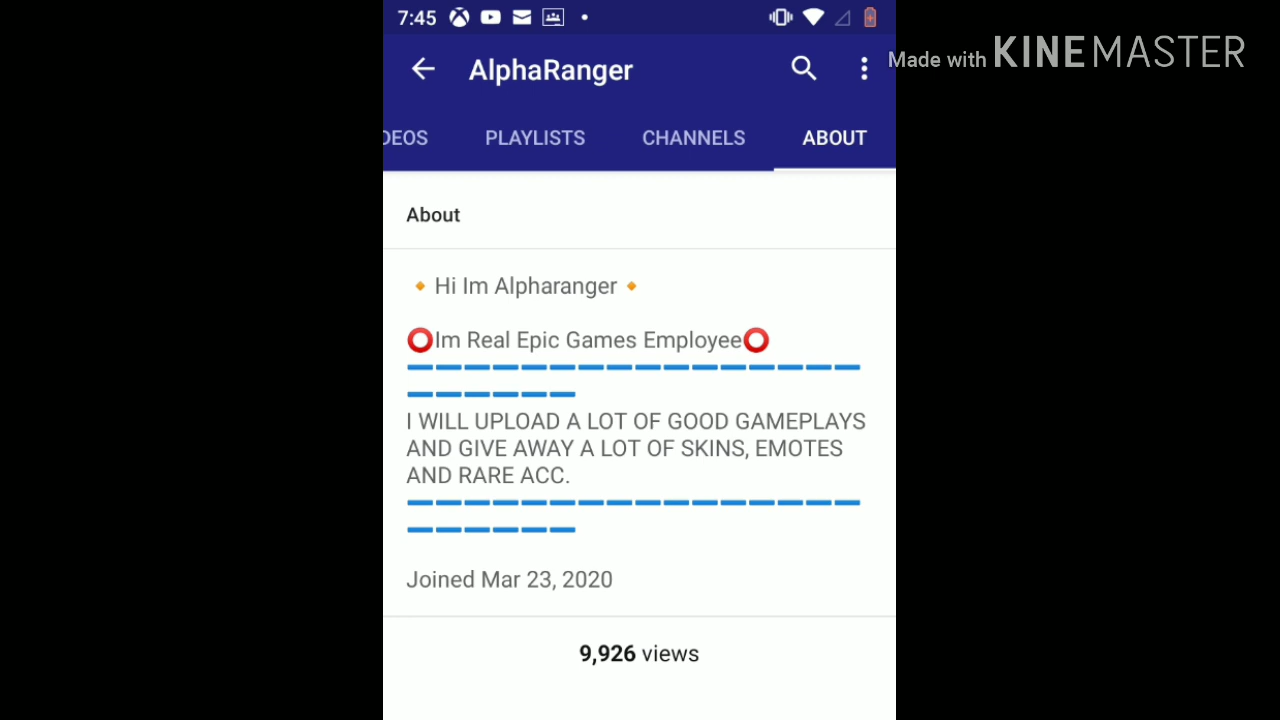 7:45
Made with KINEMASTER
AlphaRanger
DEOS PLAYLISTS CHANNELS ABOUT
About
🔸Hi Im Alpharanger🔸
⭕Im Real Epic Games Employee⭕
I WILL UPLOAD A LOT OF GOOD GAMEPLAYS
AND GIVE AWAY A LOT OF SKINS, EMOTES
AND RARE ACC.
Joined Mar 23, 2020
9,926 views